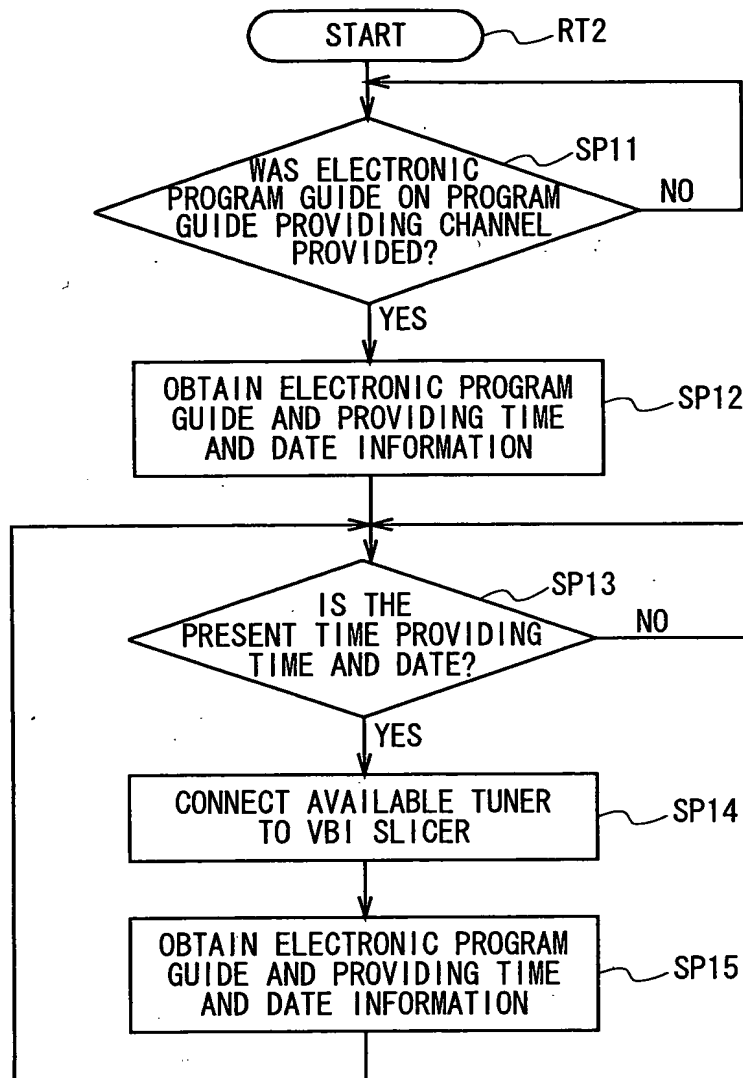 START
RT2
WAS ELECTRONIC
PROGRAM GUIDE ON PROGRAM
GUIDE PROVIDING CHANNEL
PROVIDED?
SP11
NO
YES
OBTAIN ELECTRONIC PROGRAM
GUIDE AND PROVIDING TIME
AND DATE INFORMATION
SP12
IS THE
PRESENT TIME PROVIDING
TIME AND DATE?
SP13
NO
YES
CONNECT AVAILABLE TUNER
TO VBI SLICER
SP14
OBTAIN ELECTRONIC PROGRAM
GUIDE AND PROVIDING TIME
AND DATE INFORMATION
SP15